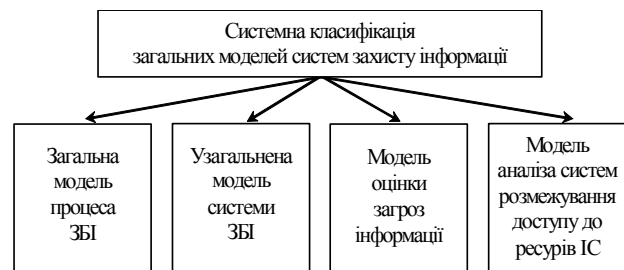 Системна класифікація
загальних моделей систем захисту інформації
Загальна
модель
процеса
ЗБІ
Узагальнена
модель
системи
ЗБІ
Модель
оцінки
загроз
інформації
Модель
аналіза систем
розмежування
доступу до
ресурів ІС